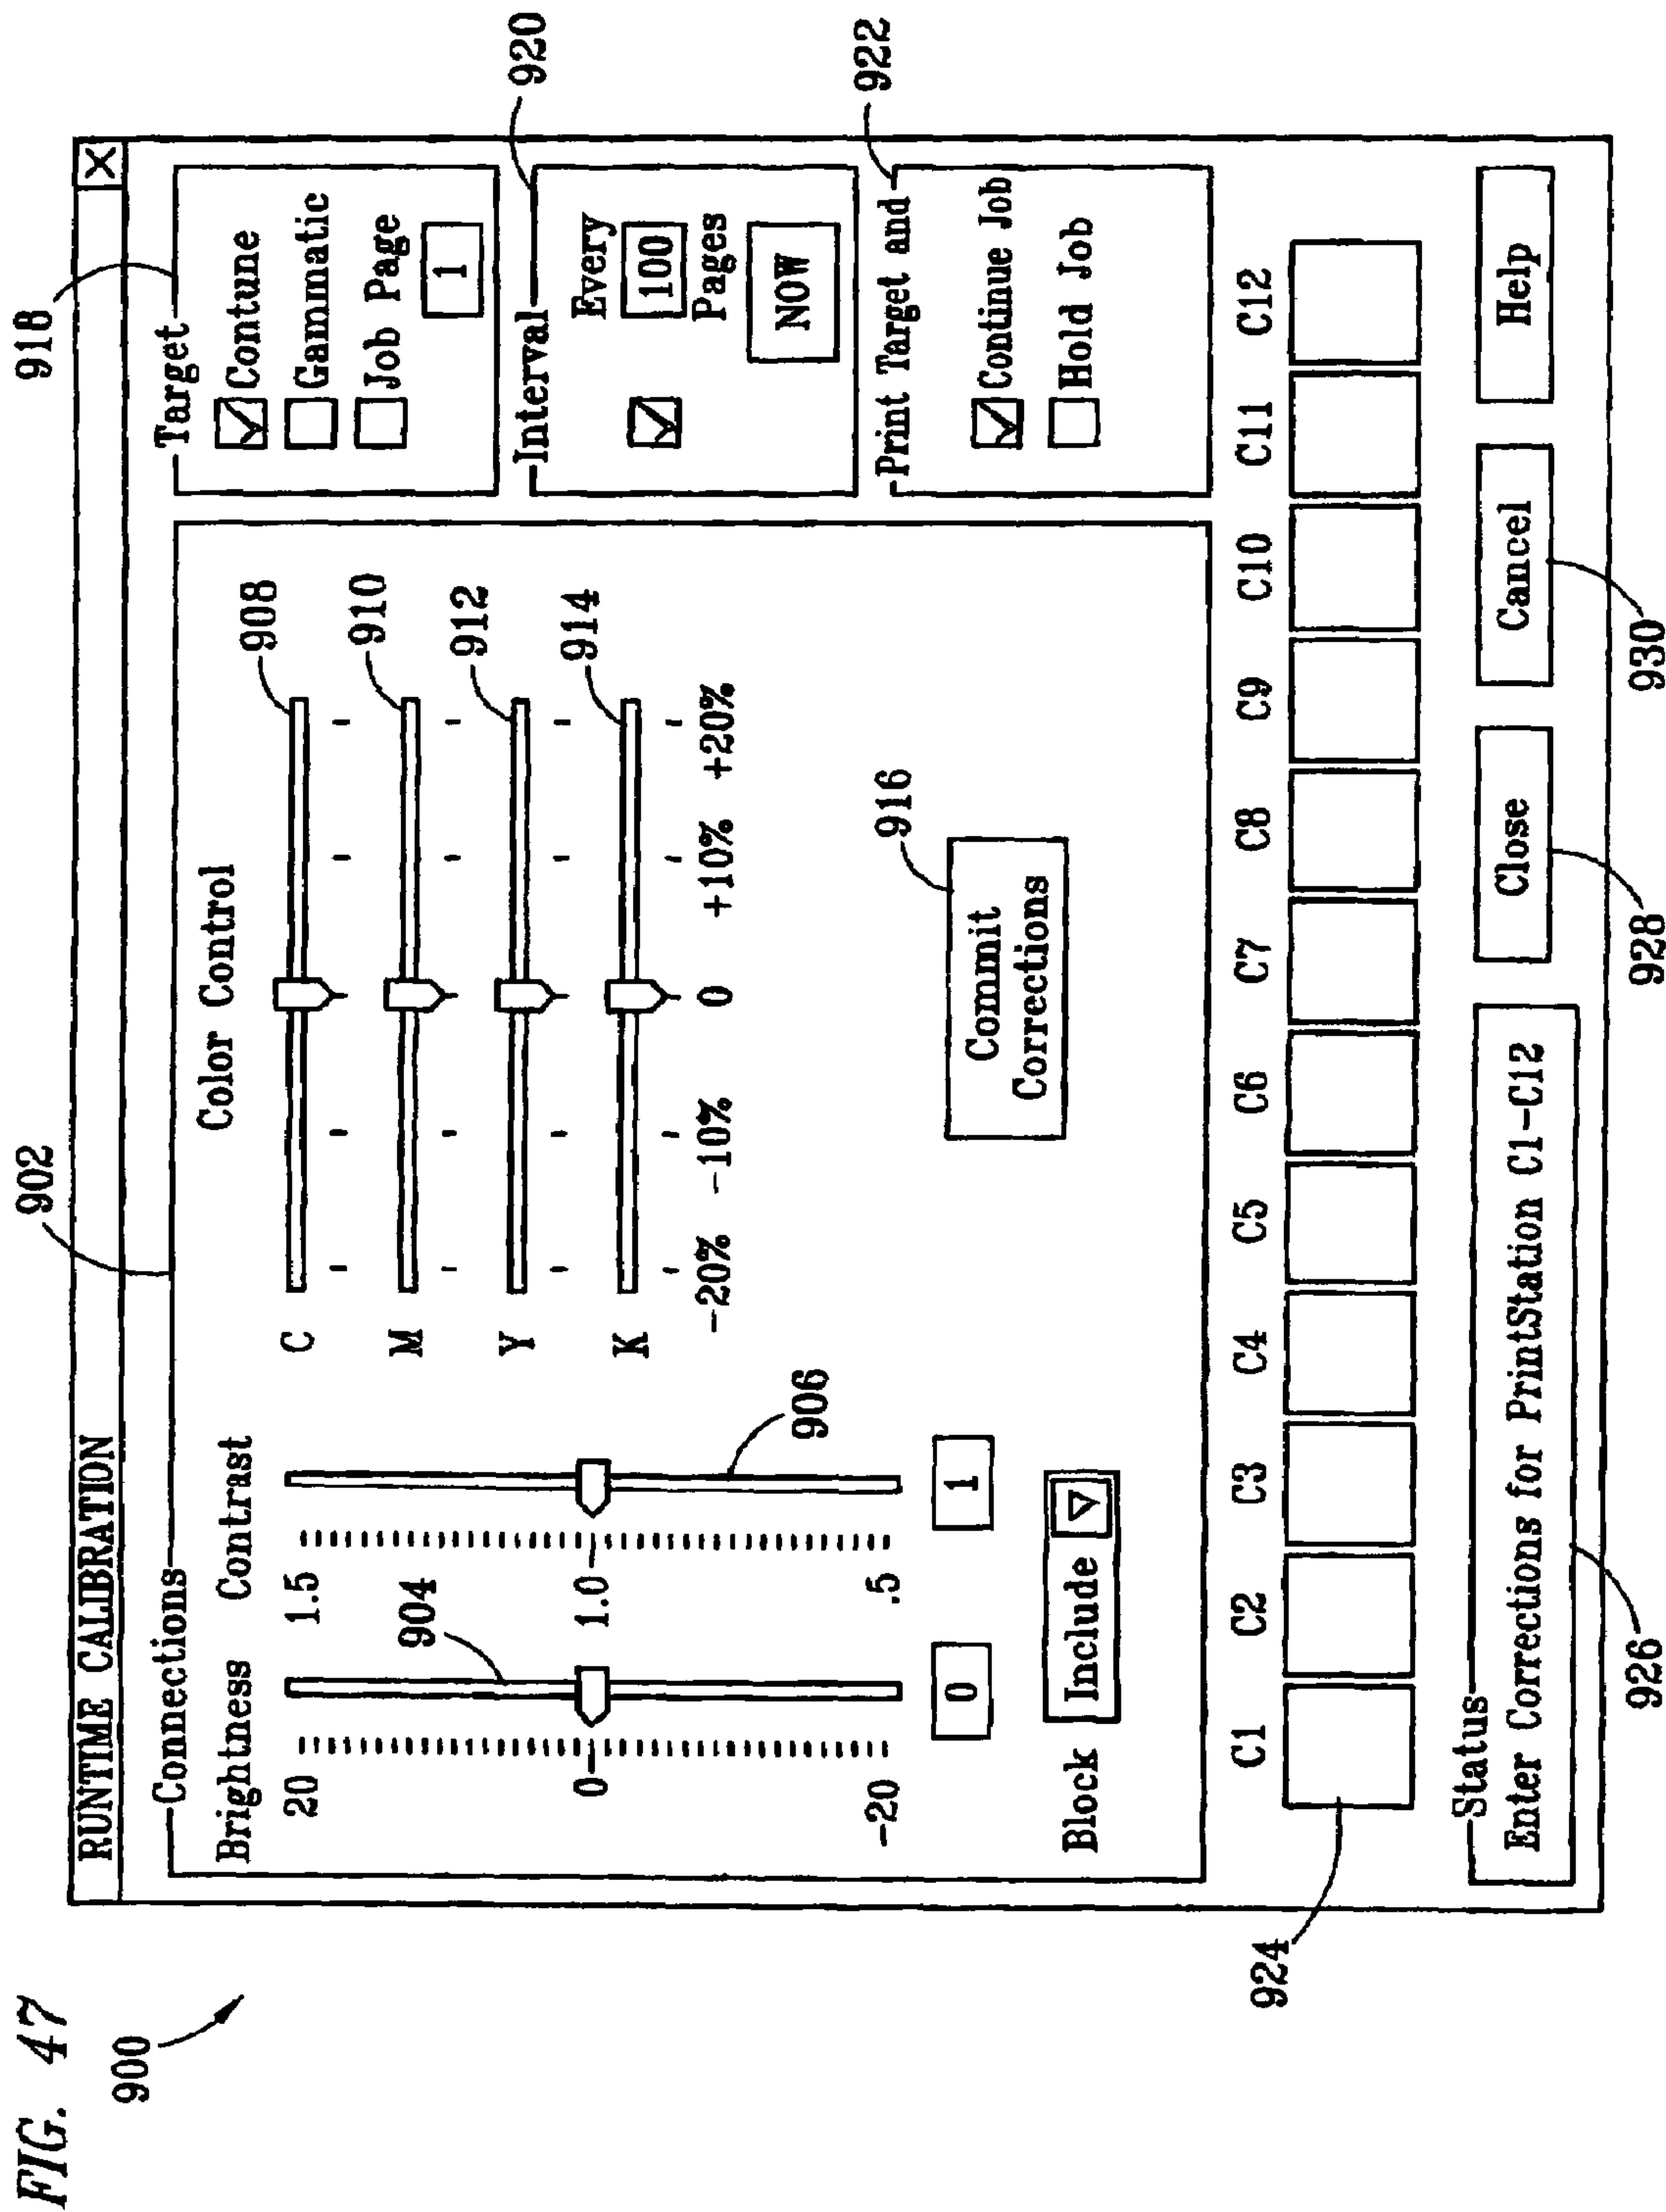 FIG. 47
900
RUNTIME CALIBRATION X
902
918
Connections
Brightness Contrast
20 1.5
0 1.0
-20 .5
904
906
0 1
Block Include
Color Control
C
908
M
910
Y
912
K
914
-20% -10% 0 +10% +20%
Commit
Corrections
916
Target
Contune
Gammatic
Job Page
1
Interval
920
Every
100
Pages
NOW
Print Target and
922
Continue Job
Hold Job
C1 C2 C3 C4 C5 C6 C7 C8 C9 C10 C11 C12
924
Status
Enter Corrections for PrintStation C1-C12
Close Cancel Help
926
928
930